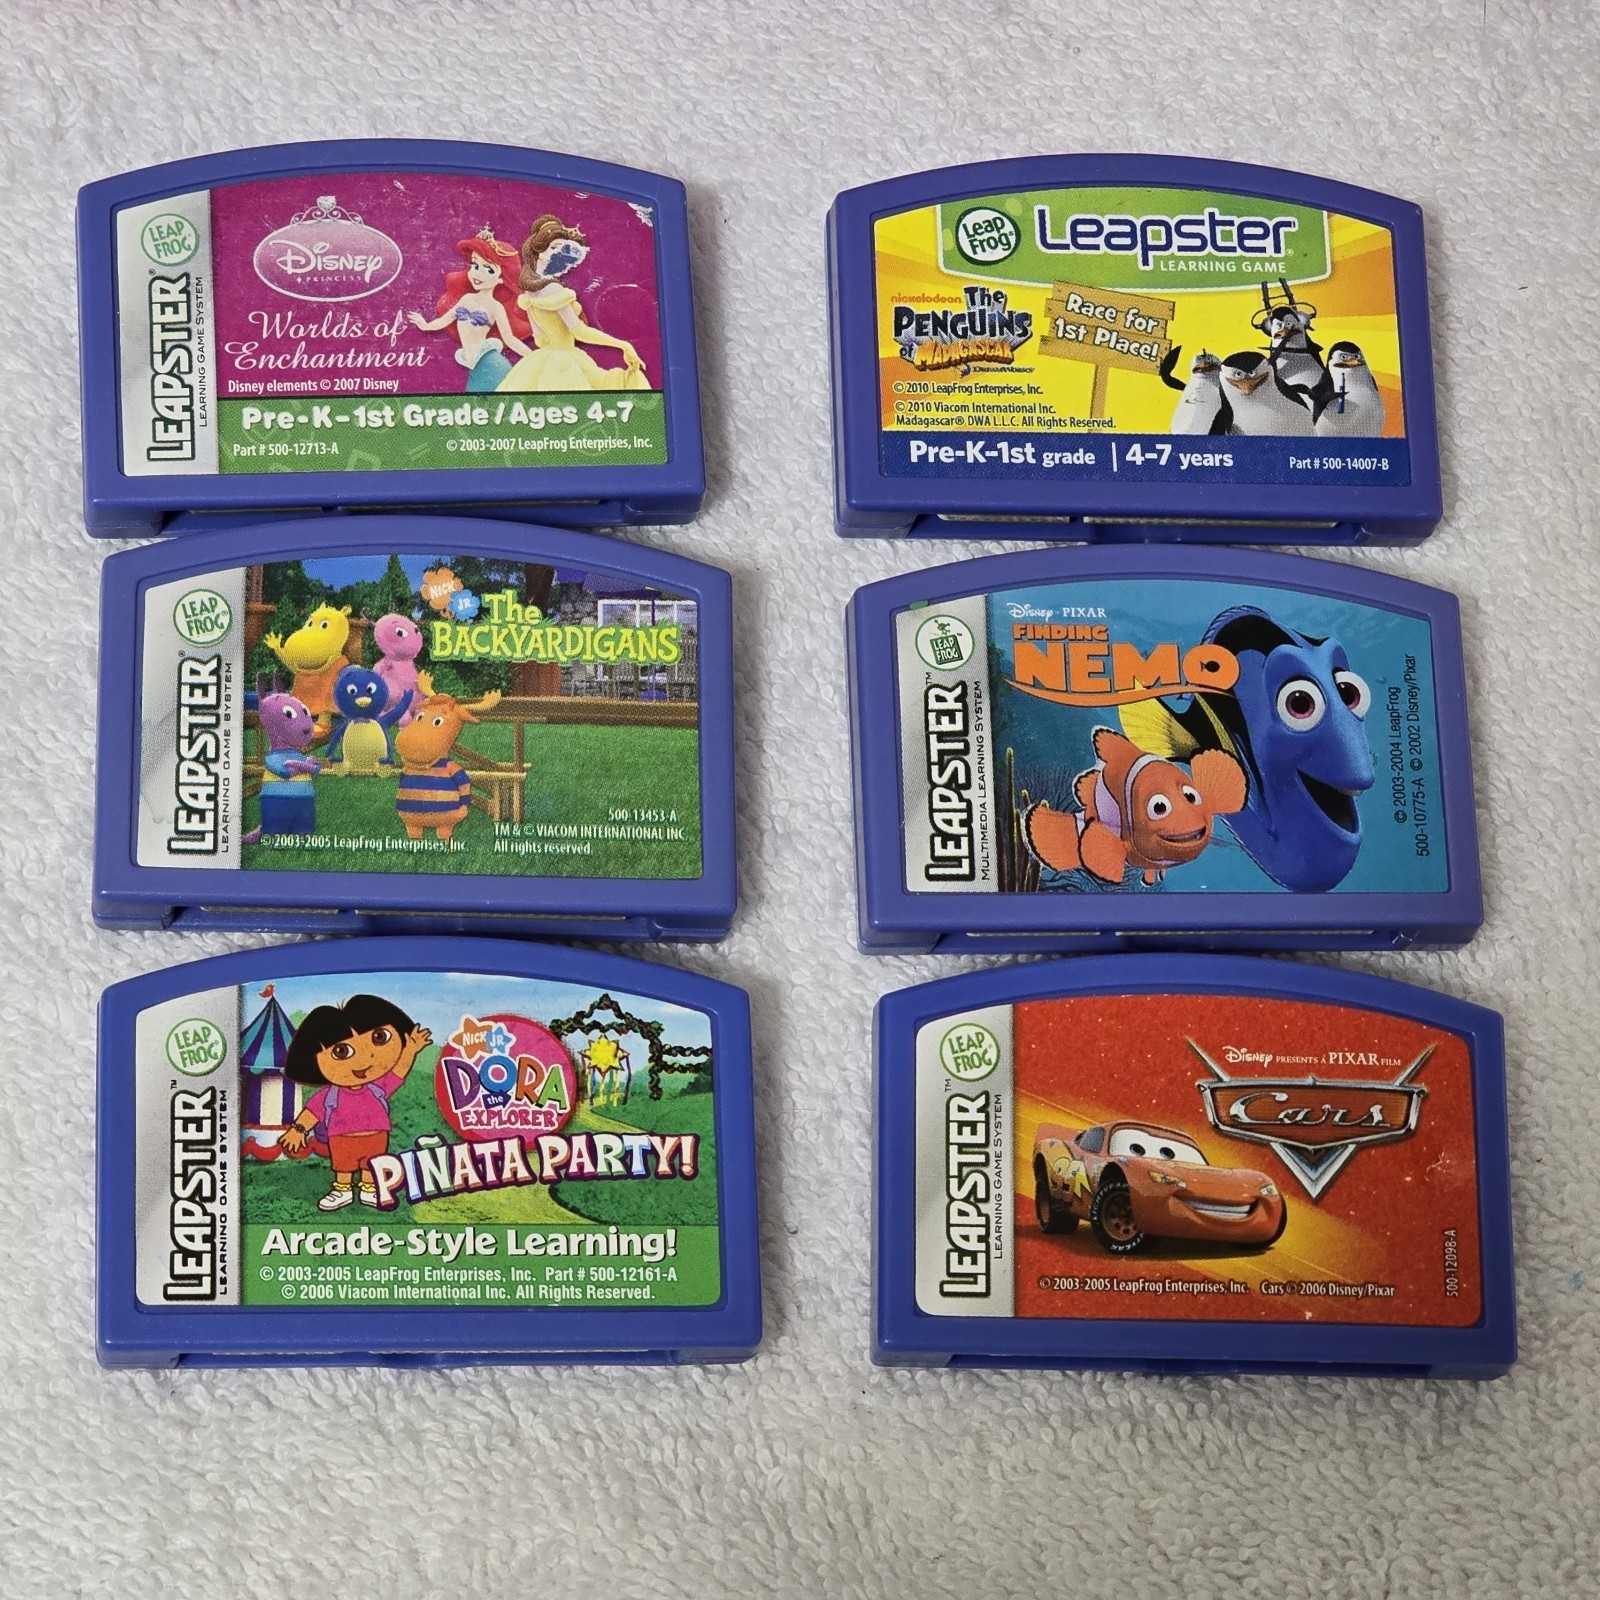 LEAP
FROG
LEAPSTER®
LEARNING GAME SYSTEM
Disney
PRINCESS
Worlds of
Enchantment
Disney elements © 2007 Disney
Pre-K-1st Grade / Ages 4-7
Part # 500-12713-A © 2003-2007 LeapFrog Enterprises, Inc.
Leap
Frog®
Leapster®
LEARNING GAME
nickelodeon
The
PENGUINS
of MADAGASCAR
DREAMWORKS
Race for
1st Place!
© 2010 LeapFrog Enterprises, Inc.
© 2010 Viacom International Inc.
Madagascar® DWA L.L.C. All Rights Reserved.
Pre-K-1st grade | 4-7 years Part # 500-14007-B
LEAP
FROG®
LEAPSTER®
LEARNING GAME SYSTEM
NICK
JR
The
BACKYARDIGANS
500-13453-A
TM & © VIACOM INTERNATIONAL INC.
©2003-2005 LeapFrog Enterprises, Inc. All rights reserved.
LEAP
FROG
LEAPSTER™
MULTIMEDIA LEARNING SYSTEM
Disney · PIXAR
FINDING
NEMO
© 2003-2004 LeapFrog
500-10775-A © 2002 Disney/Pixar
LEAP
FROG
LEAPSTER™
LEARNING GAME SYSTEM
NICK JR
DORA
the
EXPLORER
PIÑATA PARTY!
Arcade-Style Learning!
© 2003-2005 LeapFrog Enterprises, Inc. Part # 500-12161-A
© 2006 Viacom International Inc. All Rights Reserved.
LEAP
FROG
LEAPSTER™
LEARNING GAME SYSTEM
Disney PRESENTS A PIXAR FILM
Cars
95
© 2003-2005 LeapFrog Enterprises, Inc. Cars © 2006 Disney/Pixar
500-12098-A